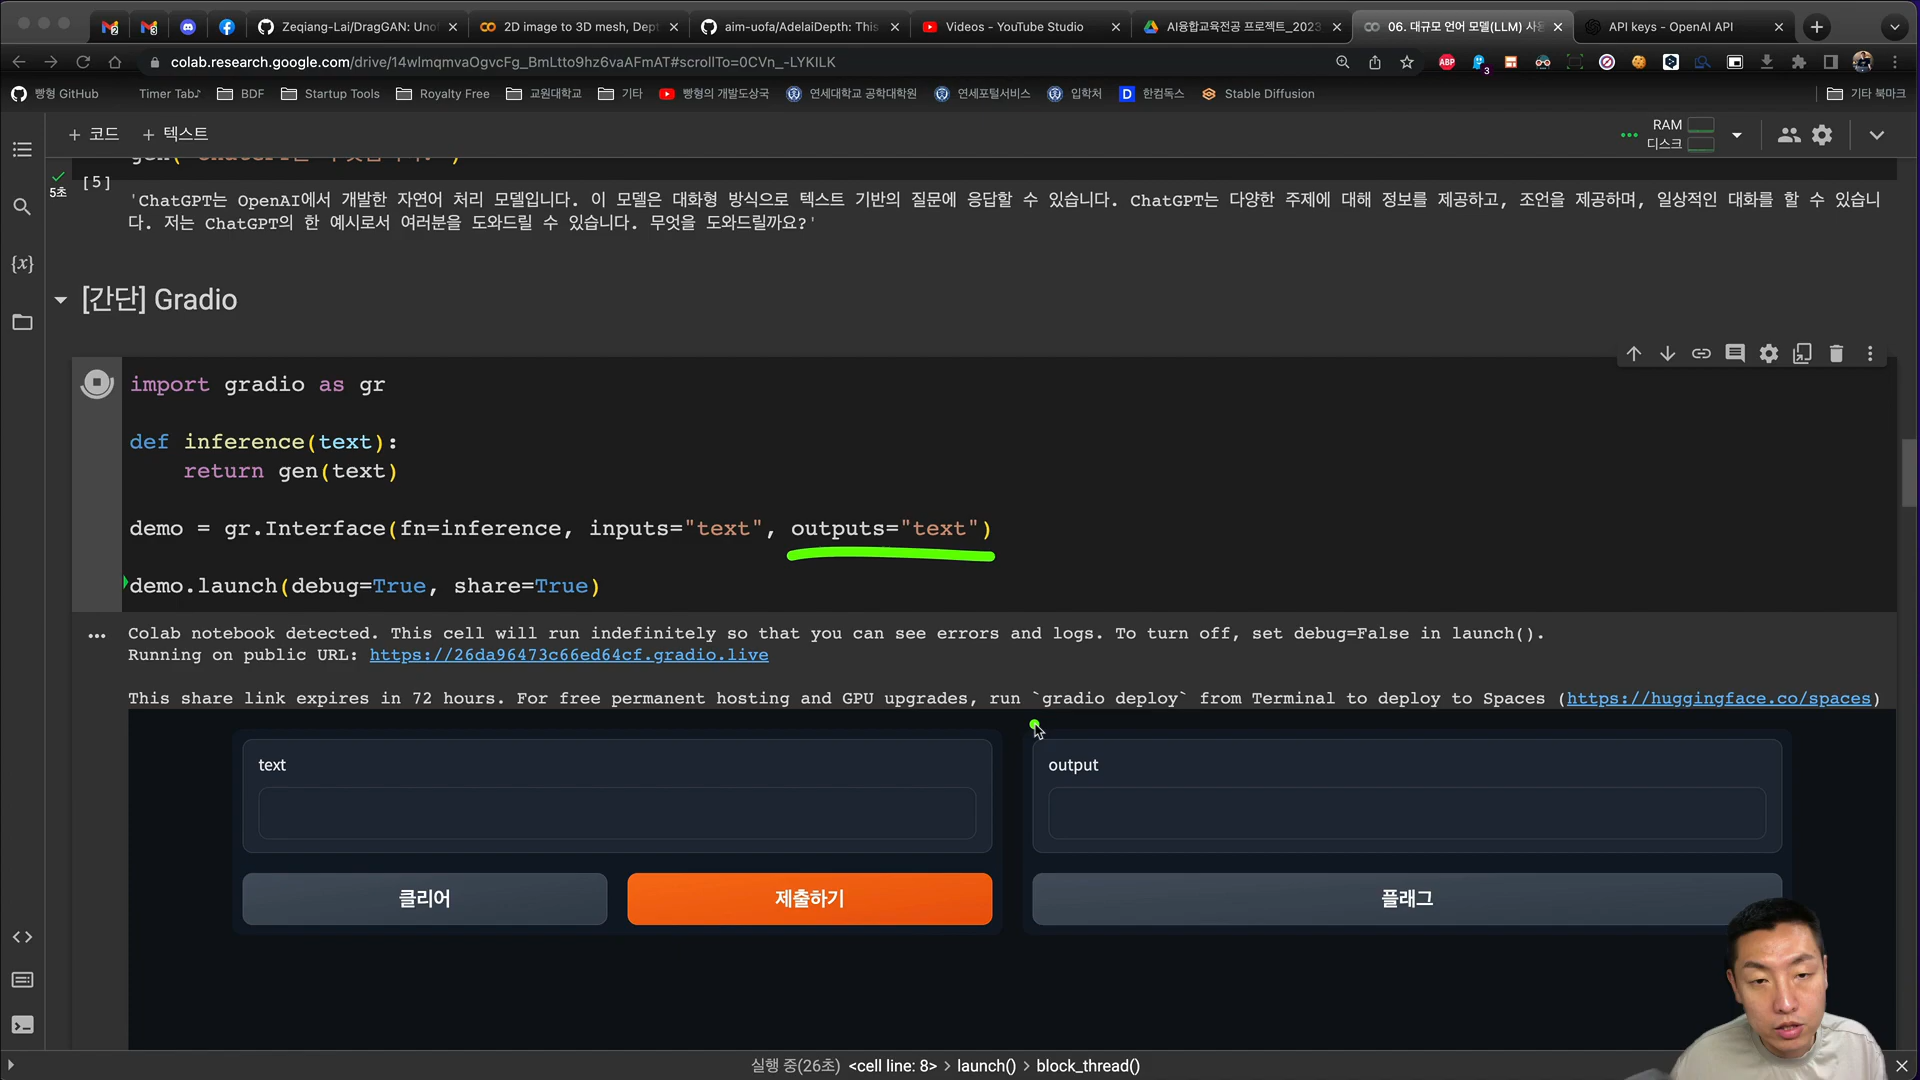 Zeqiang-Lai/DragGAN: Unof
2D image to 3D mesh, Dept
aim-uofa/AdelaiDepth: This
Videos - YouTube Studio
AI융합교육전공 프로젝트_2023
06. 대규모 언어 모델(LLM) 사용
API keys - OpenAI API
colab.research.google.com/drive/14wlmqmvaOgvcFg_BmLtto9hz6vaAFmAT#scrollTo=0CVn_-LYKILK
ABP
3
빵형 GitHub
Timer Tab♪
BDF
Startup Tools
Royalty Free
교원대학교
기타
빵형의 개발도상국
연세대학교 공학대학원
연세포털서비스
입학처
D 한컴독스
Stable Diffusion
기타 북마크
+ 코드 + 텍스트
RAM
디스크
5초
[5]
'ChatGPT는 OpenAI에서 개발한 자연어 처리 모델입니다. 이 모델은 대화형 방식으로 텍스트 기반의 질문에 응답할 수 있습니다. ChatGPT는 다양한 주제에 대해 정보를 제공하고, 조언을 제공하며, 일상적인 대화를 할 수 있습니
다. 저는 ChatGPT의 한 예시로서 여러분을 도와드릴 수 있습니다. 무엇을 도와드릴까요?'
[간단] Gradio
import gradio as gr
def inference(text):
return gen(text)
demo = gr.Interface(fn=inference, inputs="text", outputs="text")
demo.launch(debug=True, share=True)
Colab notebook detected. This cell will run indefinitely so that you can see errors and logs. To turn off, set debug=False in launch().
Running on public URL: https://26da96473c66ed64cf.gradio.live
This share link expires in 72 hours. For free permanent hosting and GPU upgrades, run `gradio deploy` from Terminal to deploy to Spaces (https://huggingface.co/spaces)
text
output
클리어
제출하기
플래그
실행 중(26초) <cell line: 8> > launch() > block_thread()